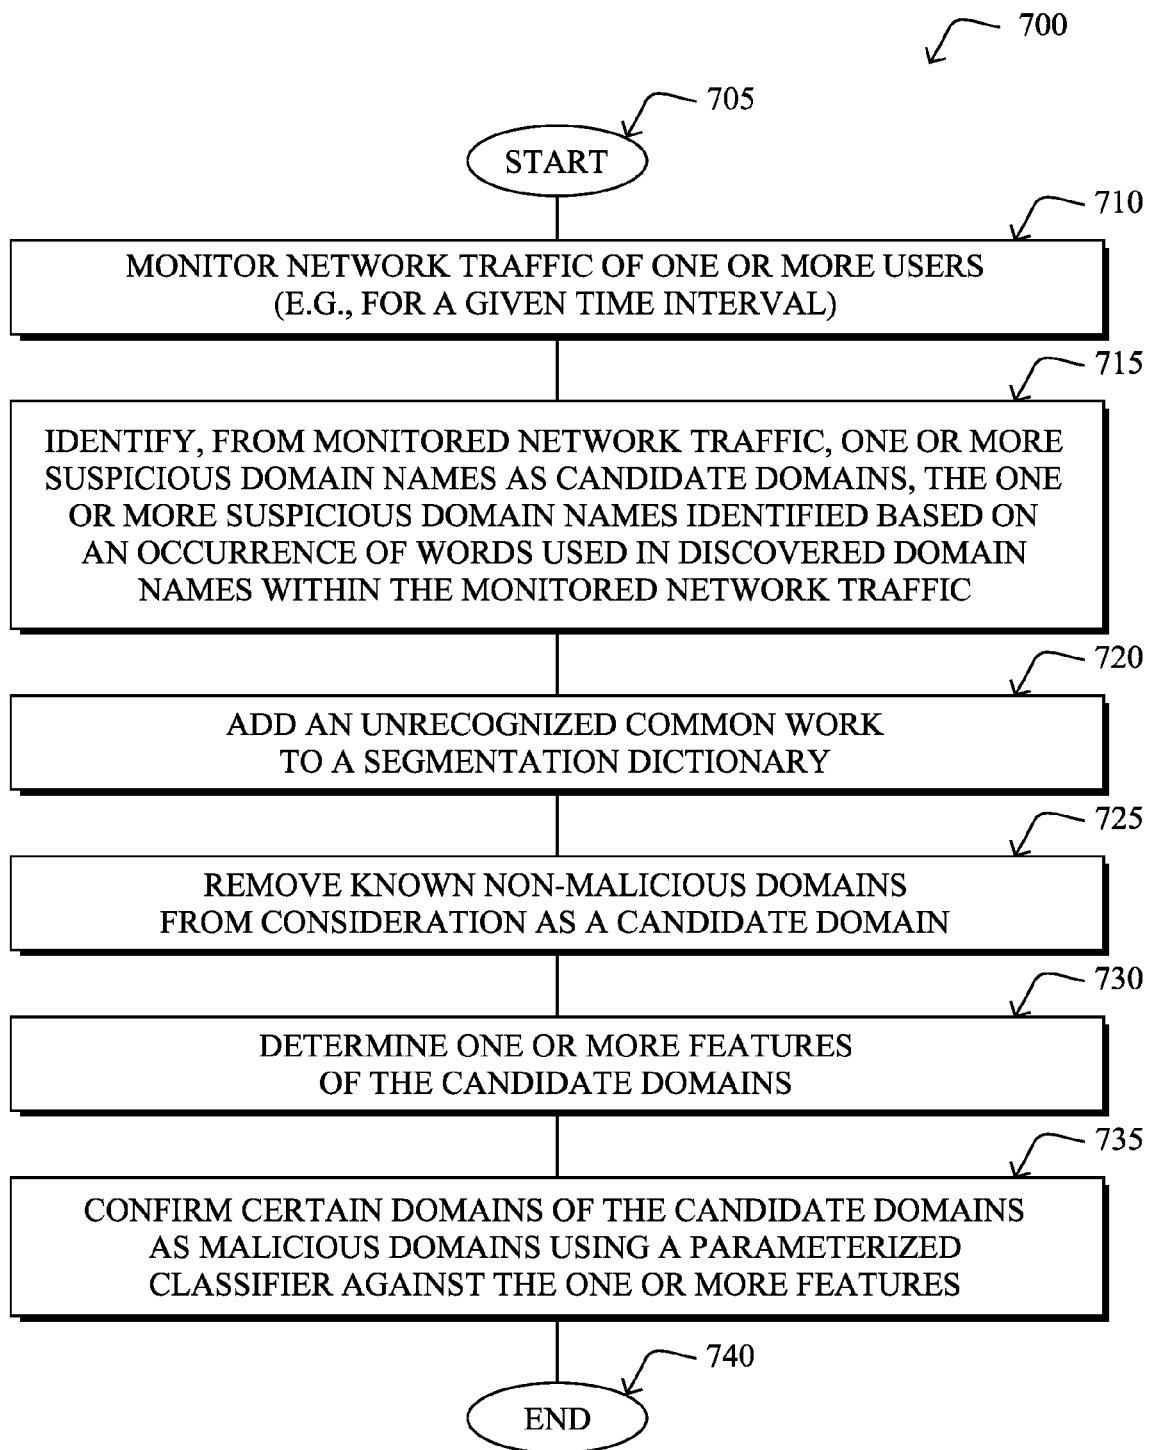 700
705
START
710
MONITOR NETWORK TRAFFIC OF ONE OR MORE USERS
(E.G., FOR A GIVEN TIME INTERVAL)
715
IDENTIFY, FROM MONITORED NETWORK TRAFFIC, ONE OR MORE
SUSPICIOUS DOMAIN NAMES AS CANDIDATE DOMAINS, THE ONE
OR MORE SUSPICIOUS DOMAIN NAMES IDENTIFIED BASED ON
AN OCCURRENCE OF WORDS USED IN DISCOVERED DOMAIN
NAMES WITHIN THE MONITORED NETWORK TRAFFIC
720
ADD AN UNRECOGNIZED COMMON WORK
TO A SEGMENTATION DICTIONARY
725
REMOVE KNOWN NON-MALICIOUS DOMAINS
FROM CONSIDERATION AS A CANDIDATE DOMAIN
730
DETERMINE ONE OR MORE FEATURES
OF THE CANDIDATE DOMAINS
735
CONFIRM CERTAIN DOMAINS OF THE CANDIDATE DOMAINS
AS MALICIOUS DOMAINS USING A PARAMETERIZED
CLASSIFIER AGAINST THE ONE OR MORE FEATURES
740
END